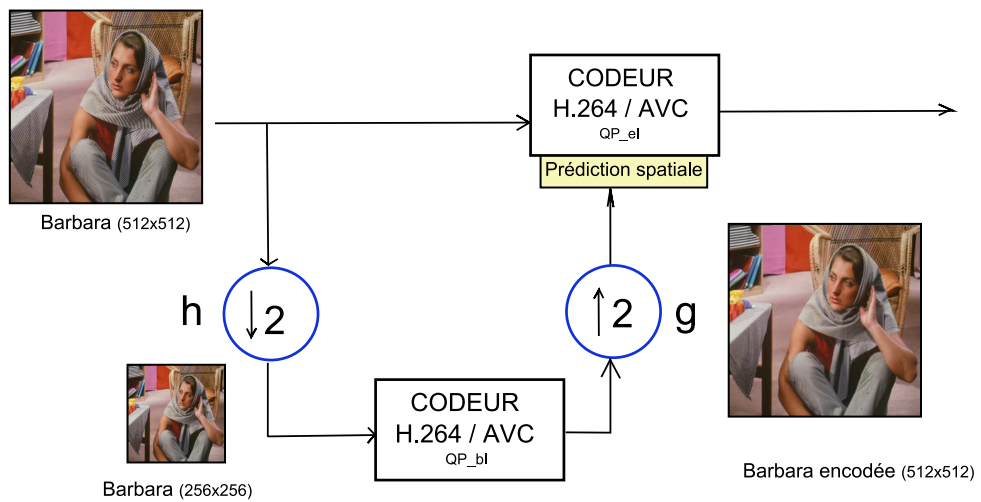 CODEUR
H.264 / AVC
QP_el
Prédiction spatiale
Barbara (512x512)
h
2
2
g
CODEUR
H.264 / AVC
QP_bl
Barbara (256x256)
Barbara encodée (512x512)